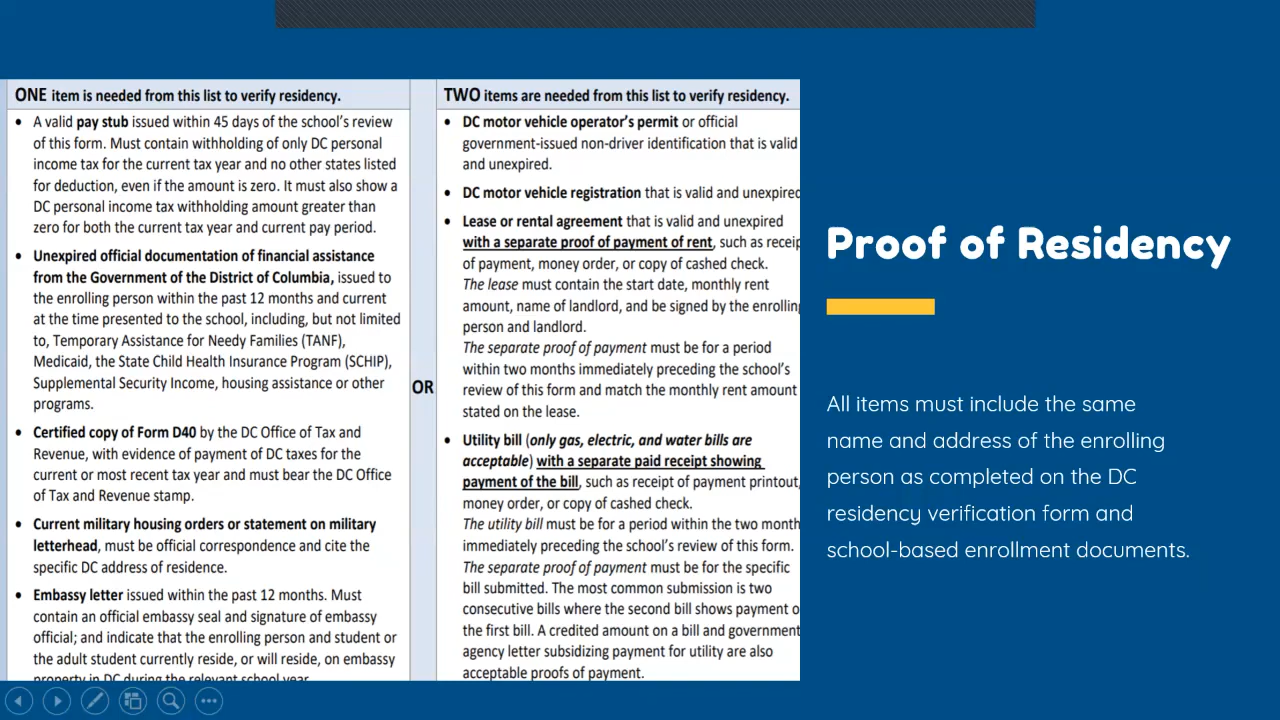 ONE item is needed from this list to verify residency.
• A valid pay stub issued within 45 days of the school's review
of this form. Must contain withholding of only DC personal
income tax for the current tax year and no other states listed
for deduction, even if the amount is zero. It must also show a
DC personal income tax withholding amount greater than
zero for both the current tax year and current pay period.
• Unexpired official documentation of financial assistance
from the Government of the District of Columbia, issued to
the enrolling person within the past 12 months and current
at the time presented to the school, including, but not limited
to, Temporary Assistance for Needy Families (TANF),
Medicaid, the State Child Health Insurance Program (SCHIP),
Supplemental Security Income, housing assistance or other
programs.
• Certified copy of Form D40 by the DC Office of Tax and
Revenue, with evidence of payment of DC taxes for the
current or most recent tax year and must bear the DC Office
of Tax and Revenue stamp.
• Current military housing orders or statement on military
letterhead, must be official correspondence and cite the
specific DC address of residence.
• Embassy letter issued within the past 12 months. Must
contain an official embassy seal and signature of embassy
official; and indicate that the enrolling person and student or
the adult student currently reside, or will reside, on embassy
property in DC during the relevant school year.
OR
TWO items are needed from this list to verify residency.
• DC motor vehicle operator's permit or official
government-issued non-driver identification that is valid
and unexpired.
• DC motor vehicle registration that is valid and unexpired
• Lease or rental agreement that is valid and unexpired
with a separate proof of payment of rent, such as receip
of payment, money order, or copy of cashed check.
The lease must contain the start date, monthly rent
amount, name of landlord, and be signed by the enrolling
person and landlord.
The separate proof of payment must be for a period
within two months immediately preceding the school's
review of this form and match the monthly rent amount
stated on the lease.
• Utility bill (only gas, electric, and water bills are
acceptable) with a separate paid receipt showing
payment of the bill, such as receipt of payment printout,
money order, or copy of cashed check.
The utility bill must be for a period within the two month
immediately preceding the school's review of this form.
The separate proof of payment must be for the specific
bill submitted. The most common submission is two
consecutive bills where the second bill shows payment o
the first bill. A credited amount on a bill and government
agency letter subsidizing payment for utility are also
acceptable proofs of payment.
Proof of Residency
All items must include the same
name and address of the enrolling
person as completed on the DC
residency verification form and
school-based enrollment documents.